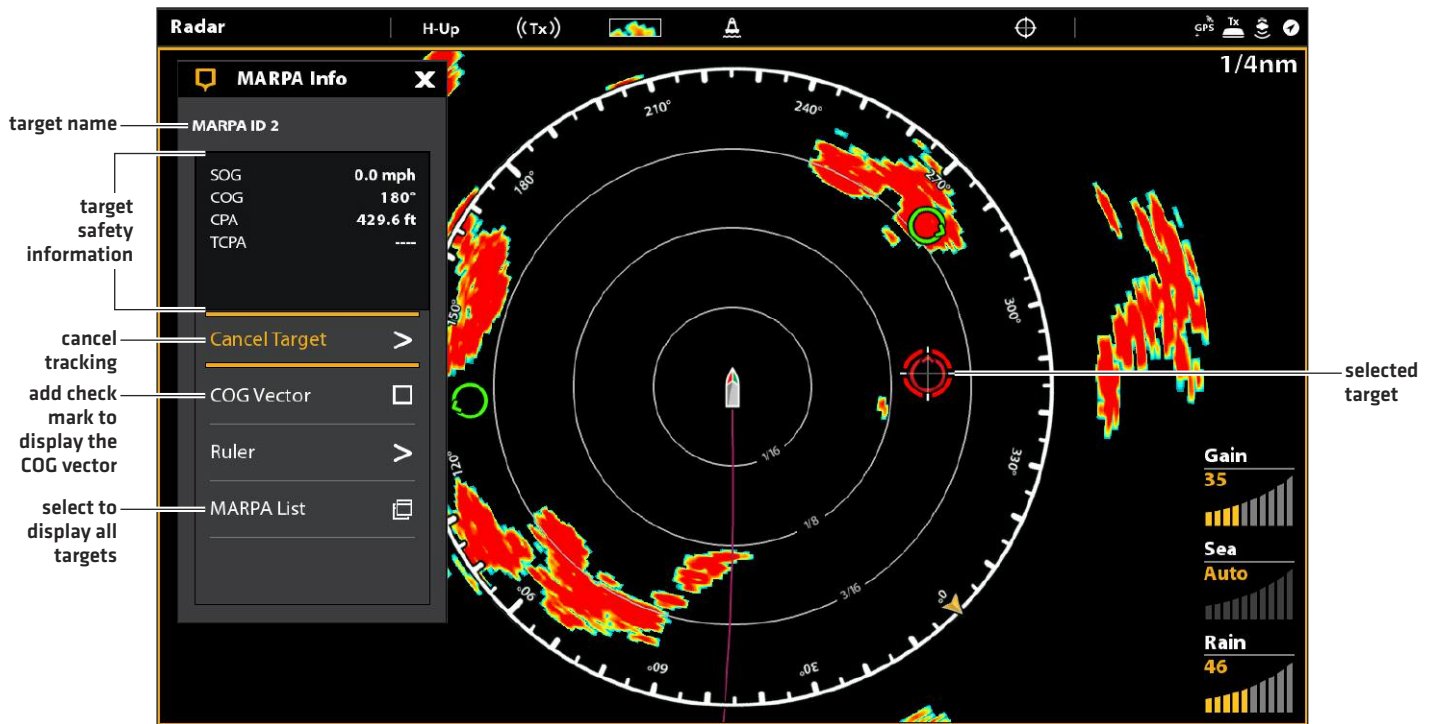 Radar
H-Up
((Tx))
GPS
Tx
1/4nm
MARPA Info
X
target name
MARPA ID 2
SOG 0.0 mph
COG 180°
CPA 429.6 ft
TCPA ----
target
safety
information
cancel
tracking
Cancel Target >
add check
mark to
display the
COG vector
COG Vector
Ruler >
select to
display all
targets
MARPA List
210°
240°
180°
270°
150°
300°
120°
330°
90°
0°
60°
30°
1/16
1/8
3/16
selected
target
Gain
35
Sea
Auto
Rain
46